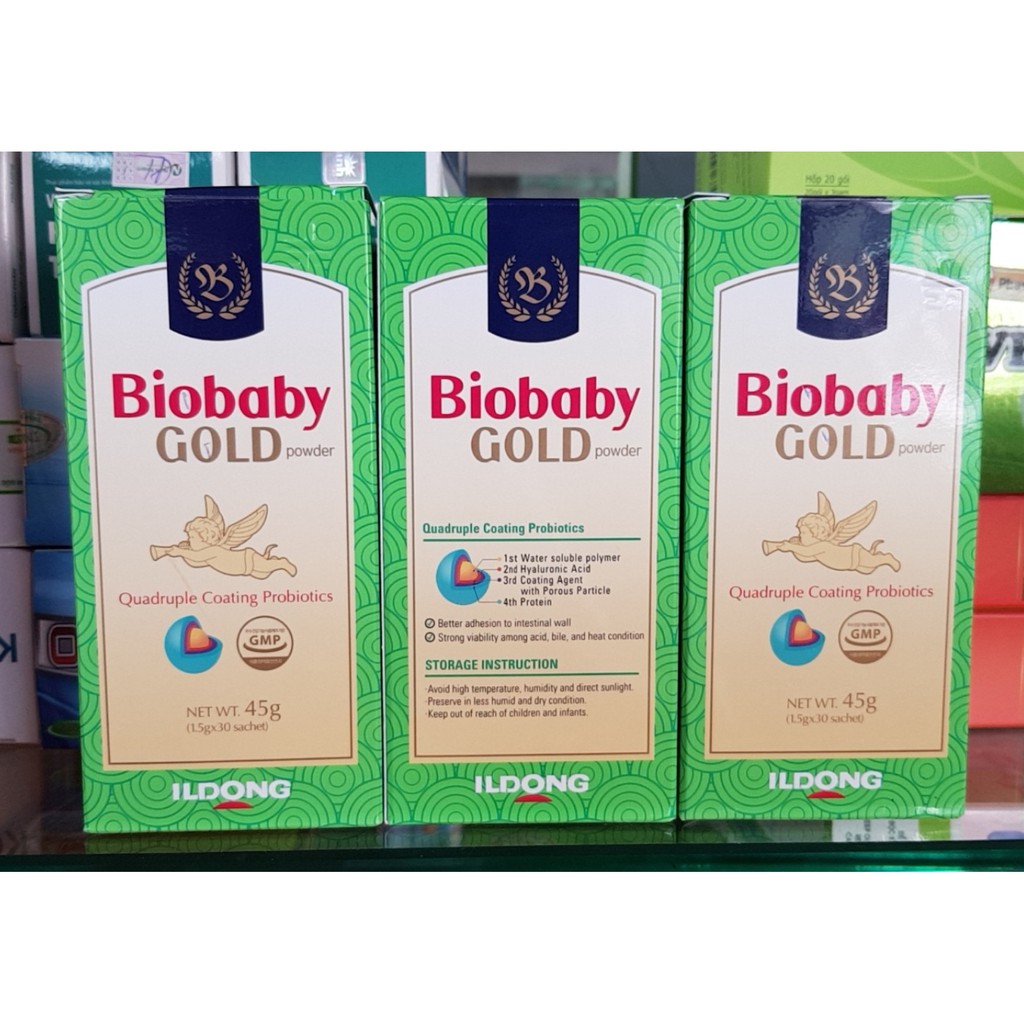 B
Biobaby
GOLD powder
Quadruple Coating Probiotics
GMP
NET WT. 45g
(1.5gx30 sachet)
ILDONG
B
Biobaby
GOLD powder
Quadruple Coating Probiotics
1st Water soluble polymer
2nd Hyaluronic Acid
3rd Coating Agent
with Porous Particle
4th Protein
Better adhesion to intestinal wall
Strong viability among acid, bile, and heat condition
STORAGE INSTRUCTION
·Avoid high temperature, humidity and direct sunlight.
·Preserve in less humid and dry condition.
·Keep out of reach of children and infants.
ILDONG
B
Biobaby
GOLD powder
Quadruple Coating Probiotics
GMP
NET WT. 45g
(1.5gx30 sachet)
ILDONG
Hộp 20 gói